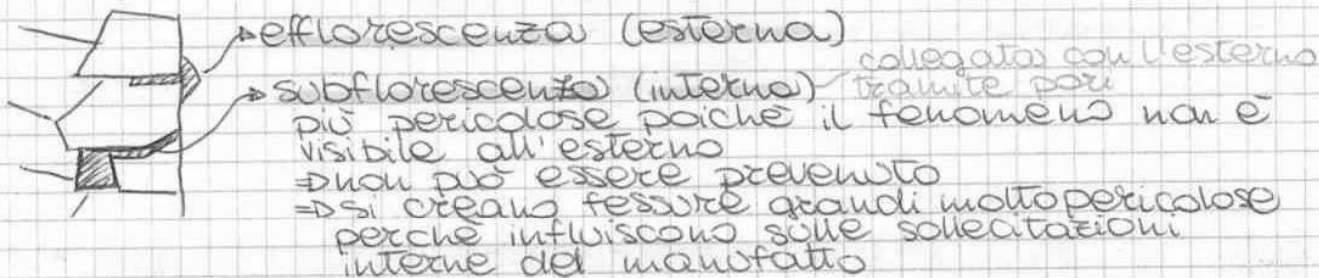 efflorescenza (esterna)
subflorescenza (interna) collegata con l'esterno
tramite pori
più pericolose poiché il fenomeno non è
visibile all'esterno
⇒ non può essere prevenuto
⇒ si creano fessure grandi molto pericolose
perché influiscono sulle sollecitazioni
interne del manufatto